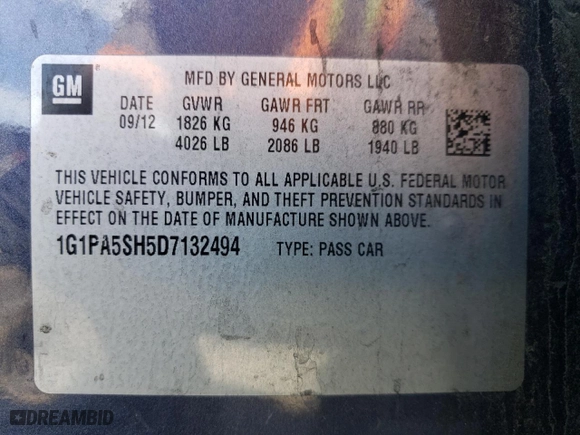 GM
MFD BY GENERAL MOTORS LLC
DATE GVWR GAWR FRT GAWR RR
09/12 1826 KG 946 KG 880 KG
4026 LB 2086 LB 1940 LB
THIS VEHICLE CONFORMS TO ALL APPLICABLE U.S. FEDERAL MOTOR
VEHICLE SAFETY, BUMPER, AND THEFT PREVENTION STANDARDS IN
EFFECT ON THE DATE OF MANUFACTURE SHOWN ABOVE.
1G1PA5SH5D7132494 TYPE: PASS CAR
DREAMBID